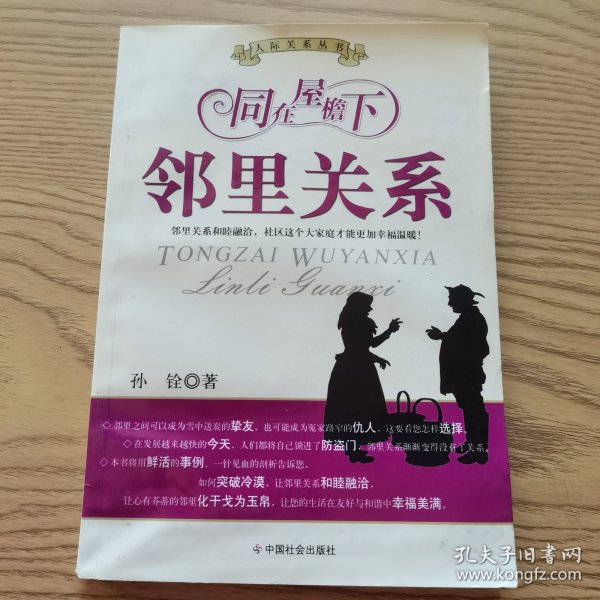 人际关系丛书
同在屋檐下
邻里关系
邻里关系和睦融洽，社区这个大家庭才能更加幸福温暖！
TONGZAI WUYANXIA
Linli Guanxi
孙 铨◎著
◇邻里之间可以成为雪中送炭的挚友，也可能成为冤家路窄的仇人，这要看您怎样选择。
◇在发展越来越快的今天，人们都将自己锁进了防盗门，邻里关系渐渐变得没有了关系。
◇本书将用鲜活的事例、一针见血的剖析告诉您，
如何突破冷漠，让邻里关系和睦融洽，
让心有芥蒂的邻里化干戈为玉帛，让您的生活在友好与和谐中幸福美满。
中国社会出版社
孔夫子旧书网
www.kongfz.com